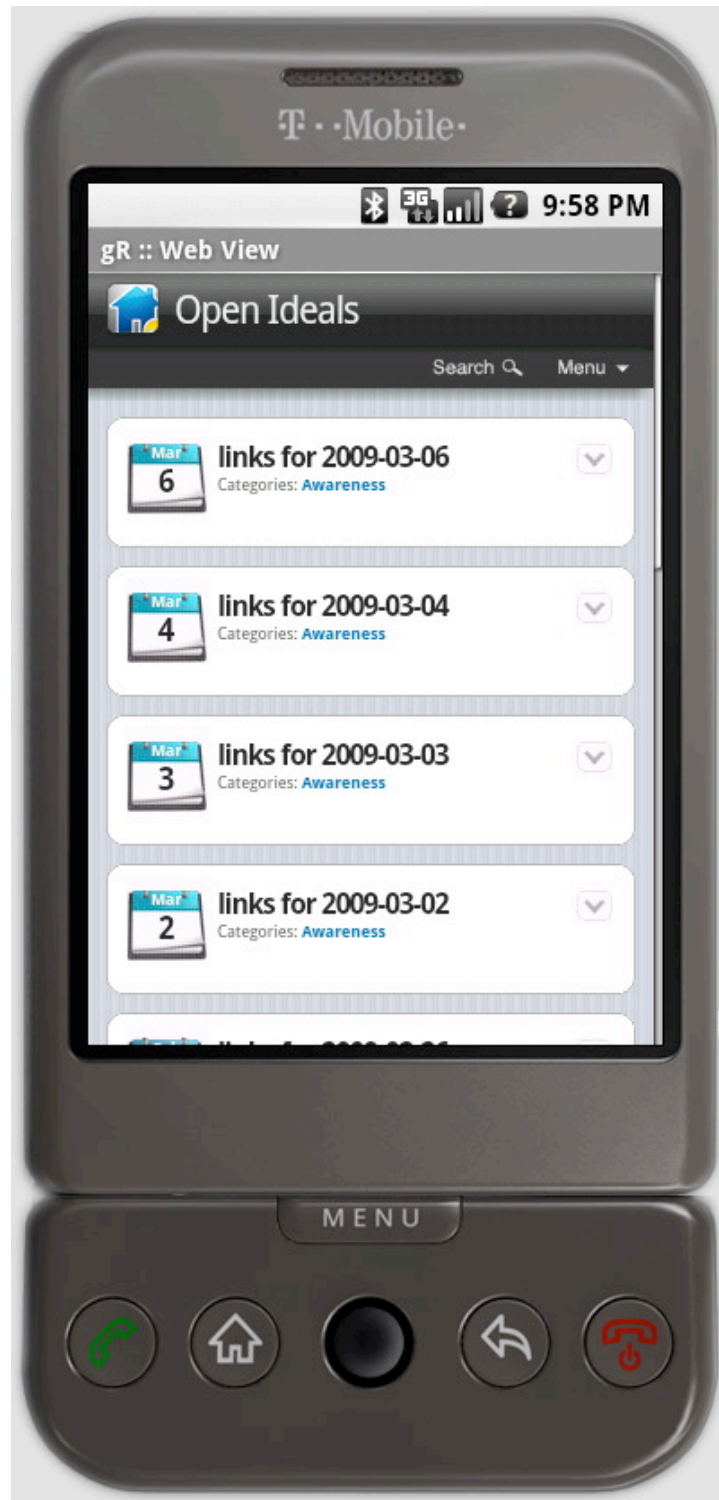 T··Mobile·
3G ? 9:58 PM
gR :: Web View
Open Ideals
Search Menu
Mar
6
links for 2009-03-06
Categories: Awareness
Mar
4
links for 2009-03-04
Categories: Awareness
Mar
3
links for 2009-03-03
Categories: Awareness
Mar
2
links for 2009-03-02
Categories: Awareness
MENU